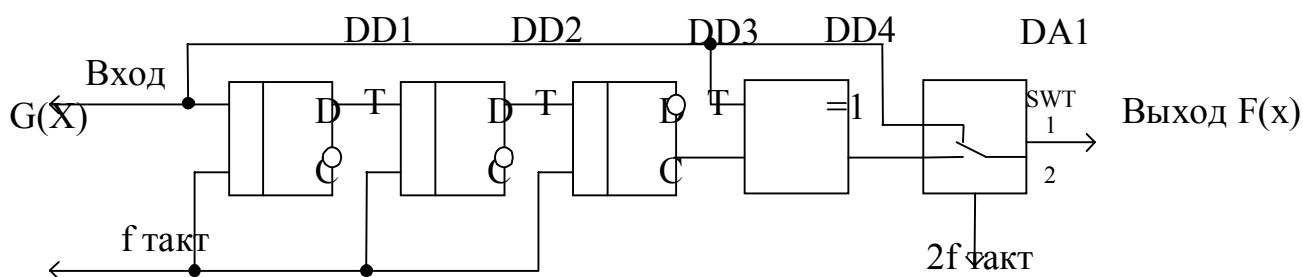 DD1 DD2 DD3 DD4 DA1
Вход
G(X)
D T D T D T =1 SWT
1
Выход F(x)
C C C
2
f такт
2f такт